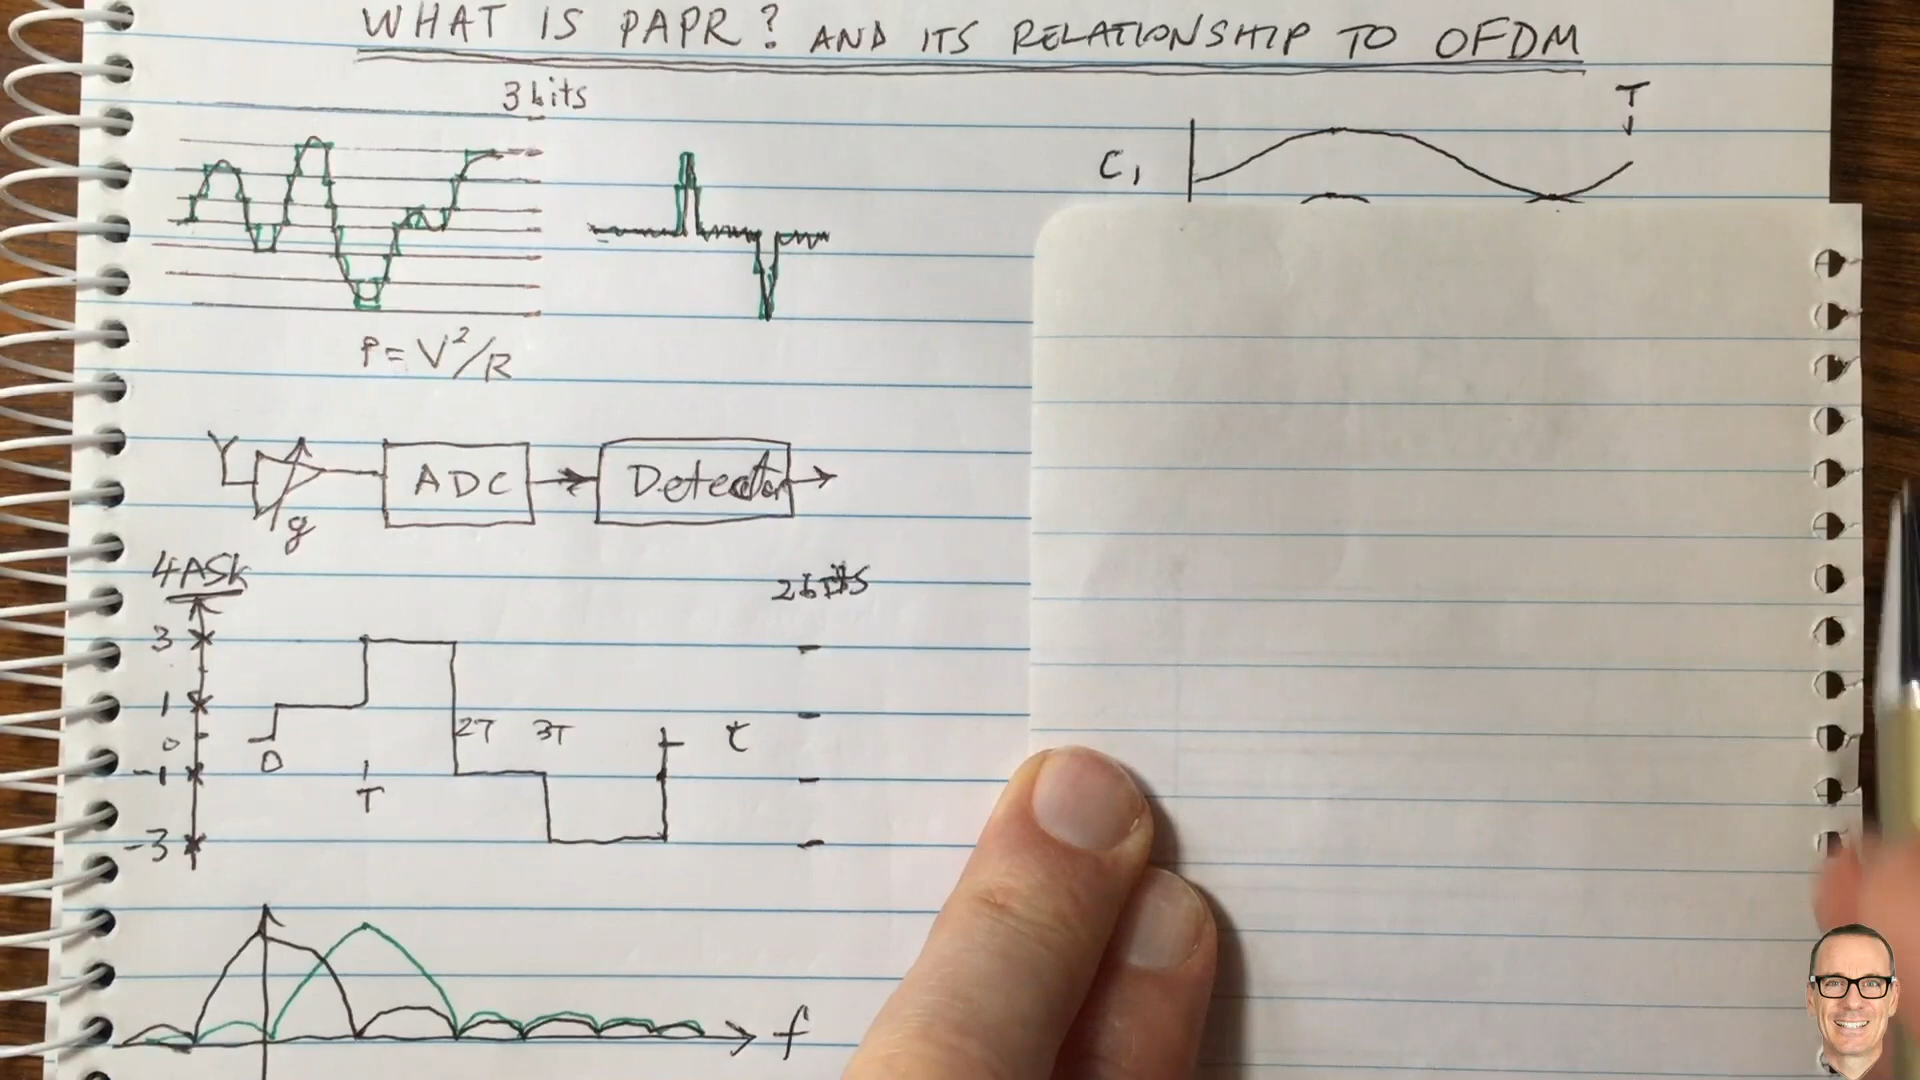 WHAT IS PAPR? AND ITS RELATIONSHIP TO OFDM
3 bits
T
C1
P = V²/R
ADC
Detector
g
4ASK
2 bits
3
1
0
-1
-3
0
T
2T
3T
t
f